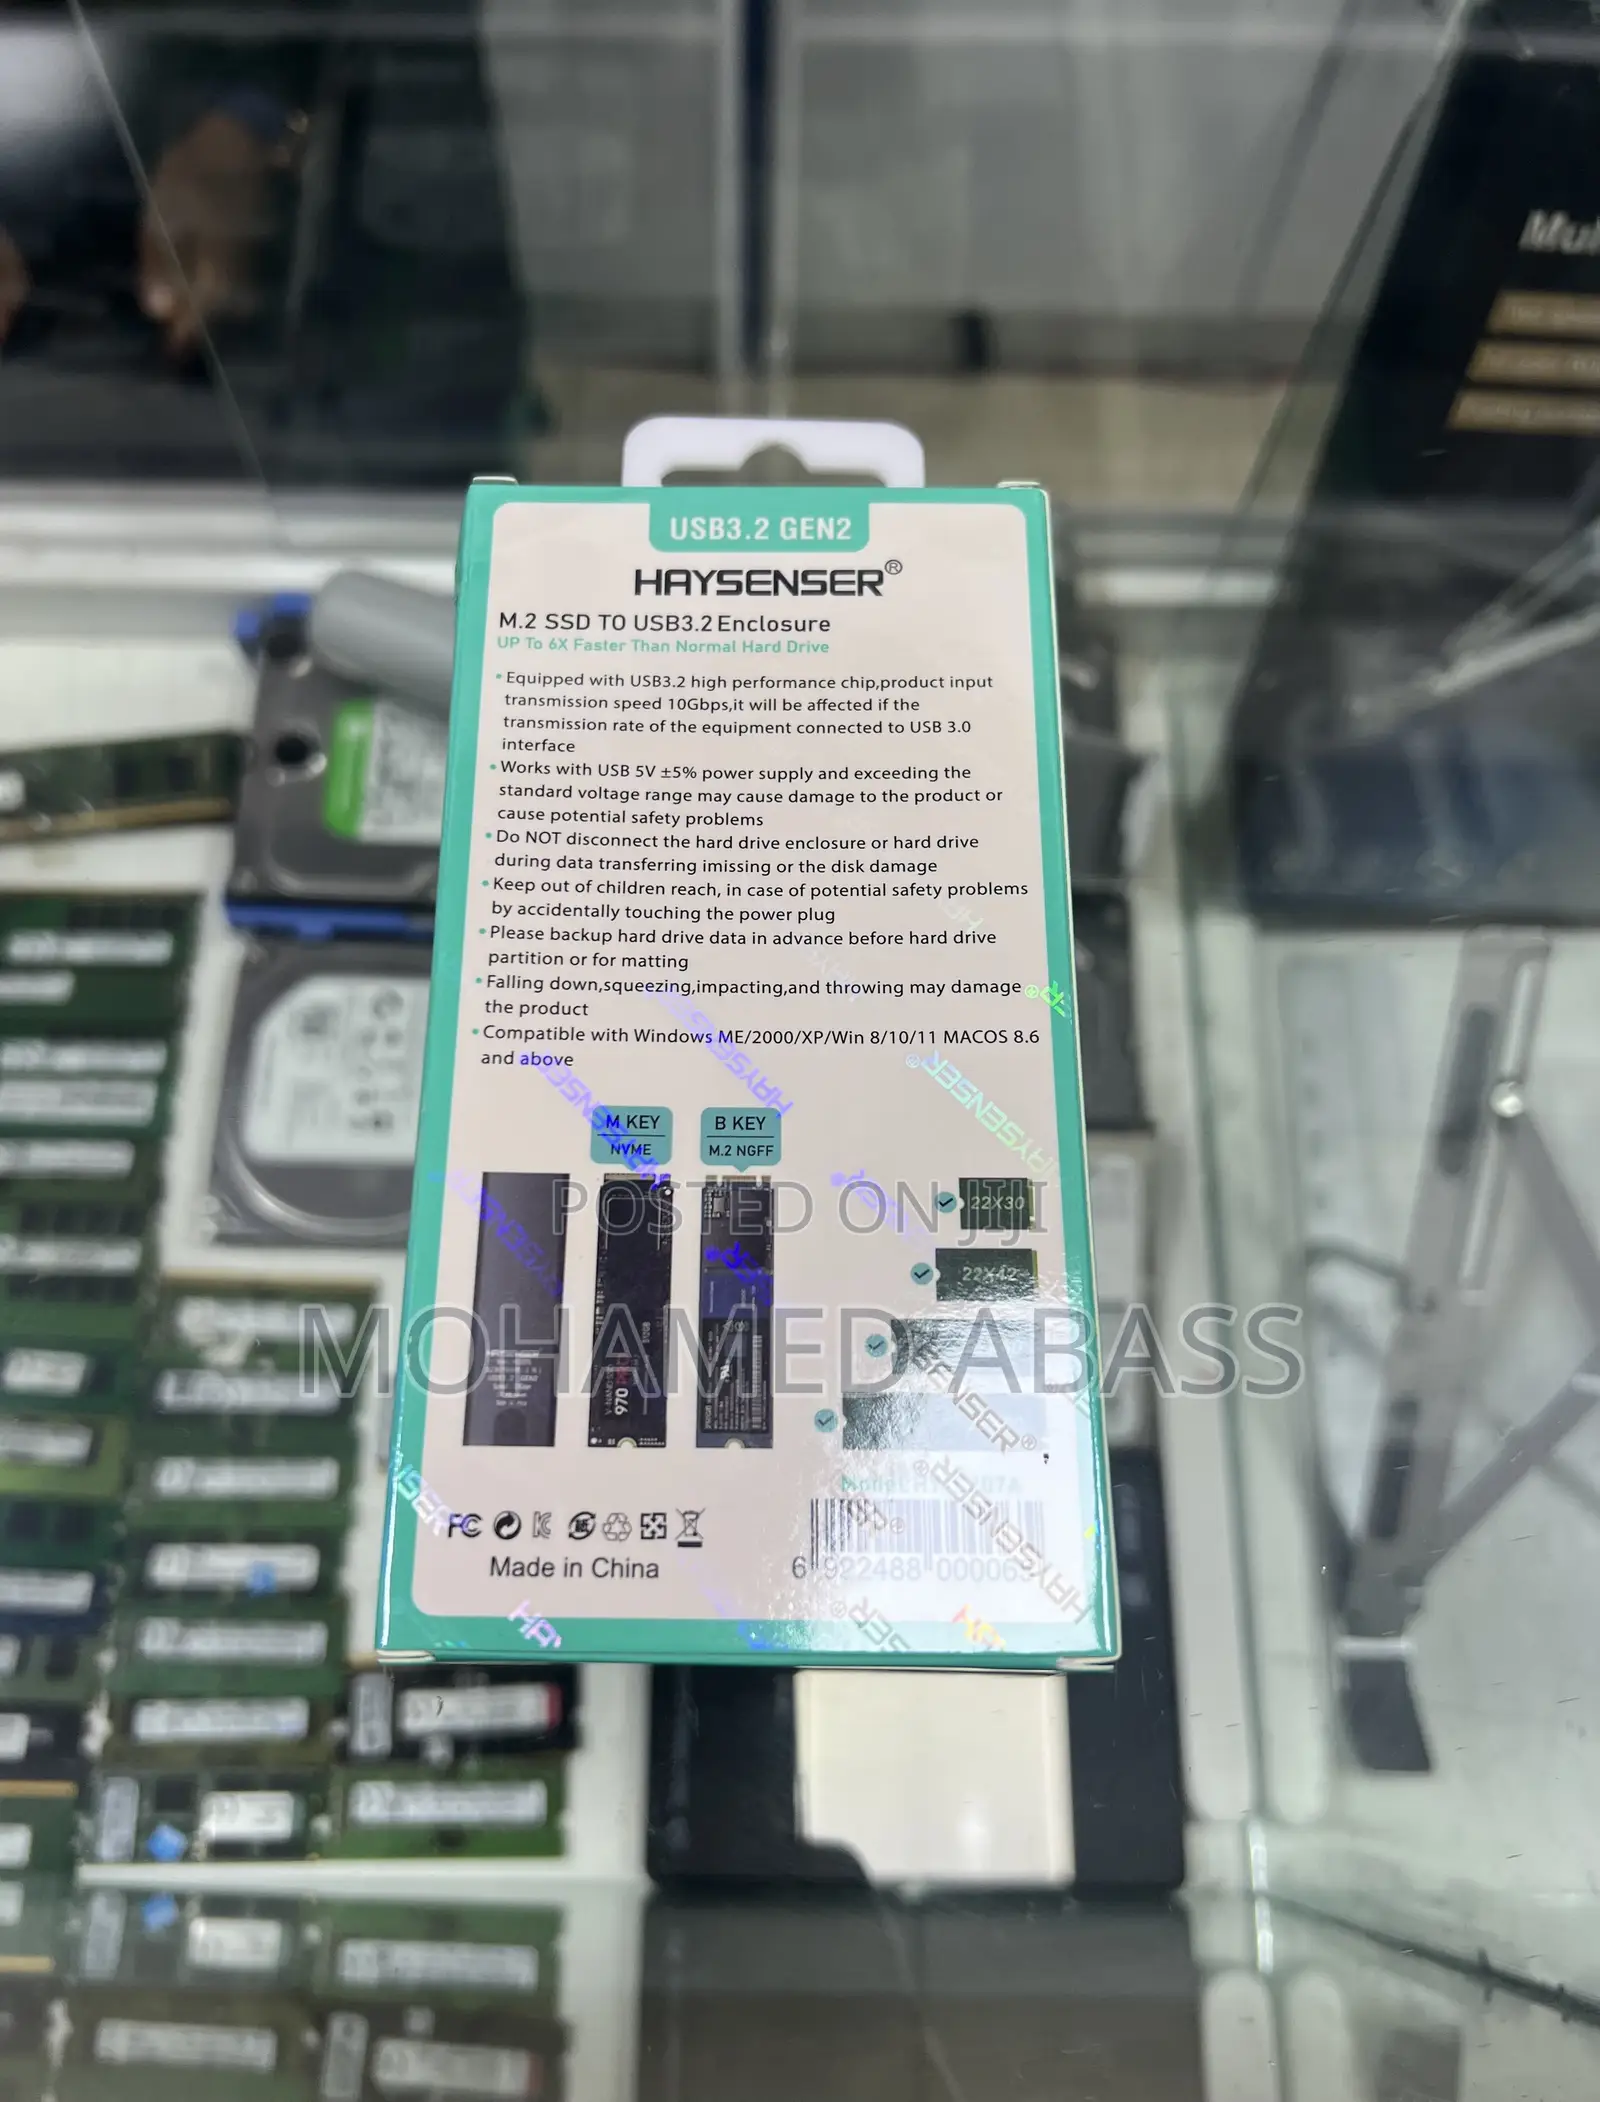 Mul
USB3.2 GEN2
HAYSENSER®
M.2 SSD TO USB3.2 Enclosure
UP To 6X Faster Than Normal Hard Drive
• Equipped with USB3.2 high performance chip,product input
transmission speed 10Gbps,it will be affected if the
transmission rate of the equipment connected to USB 3.0
interface
• Works with USB 5V ±5% power supply and exceeding the
standard voltage range may cause damage to the product or
cause potential safety problems
• Do NOT disconnect the hard drive enclosure or hard drive
during data transferring imissing or the disk damage
• Keep out of children reach, in case of potential safety problems
by accidentally touching the power plug
• Please backup hard drive data in advance before hard drive
partition or for matting
• Falling down,squeezing,impacting,and throwing may damage
the product
• Compatible with Windows ME/2000/XP/Win 8/10/11 MACOS 8.6
and above
M KEY
NVME
B KEY
M.2 NGFF
22X30
22X42
970
POSTED ON JIJI
MOHAMED ABASS
HAYSENSER®
FC
Made in China
6 922488 00006